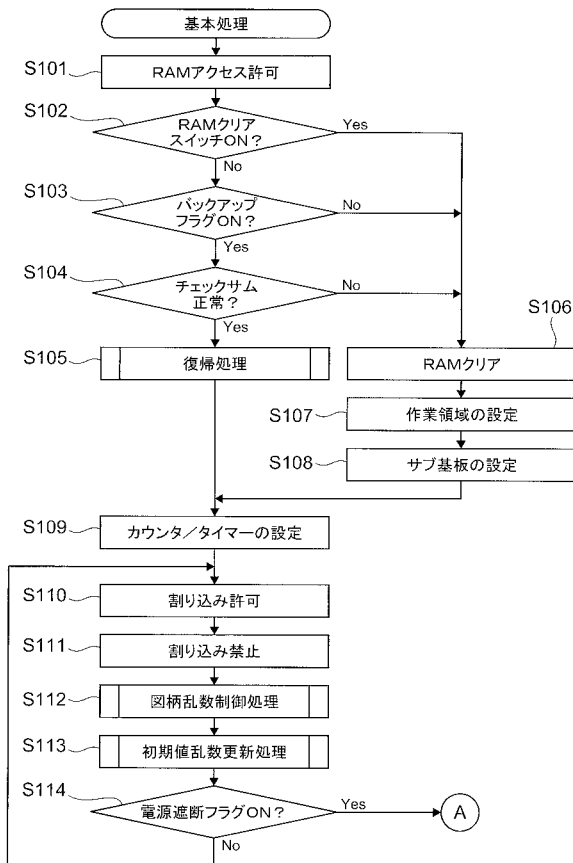 基本処理
S101
RAMアクセス許可
S102
RAMクリア
スイッチON?
Yes
No
S103
バックアップ
フラグON?
No
Yes
S104
チェックサム
正常?
No
Yes
S105
復帰処理
S106
RAMクリア
S107
作業領域の設定
S108
サブ基板の設定
S109
カウンタ/タイマーの設定
S110
割り込み許可
S111
割り込み禁止
S112
図柄乱数制御処理
S113
初期値乱数更新処理
S114
電源遮断フラグON?
Yes
A
No